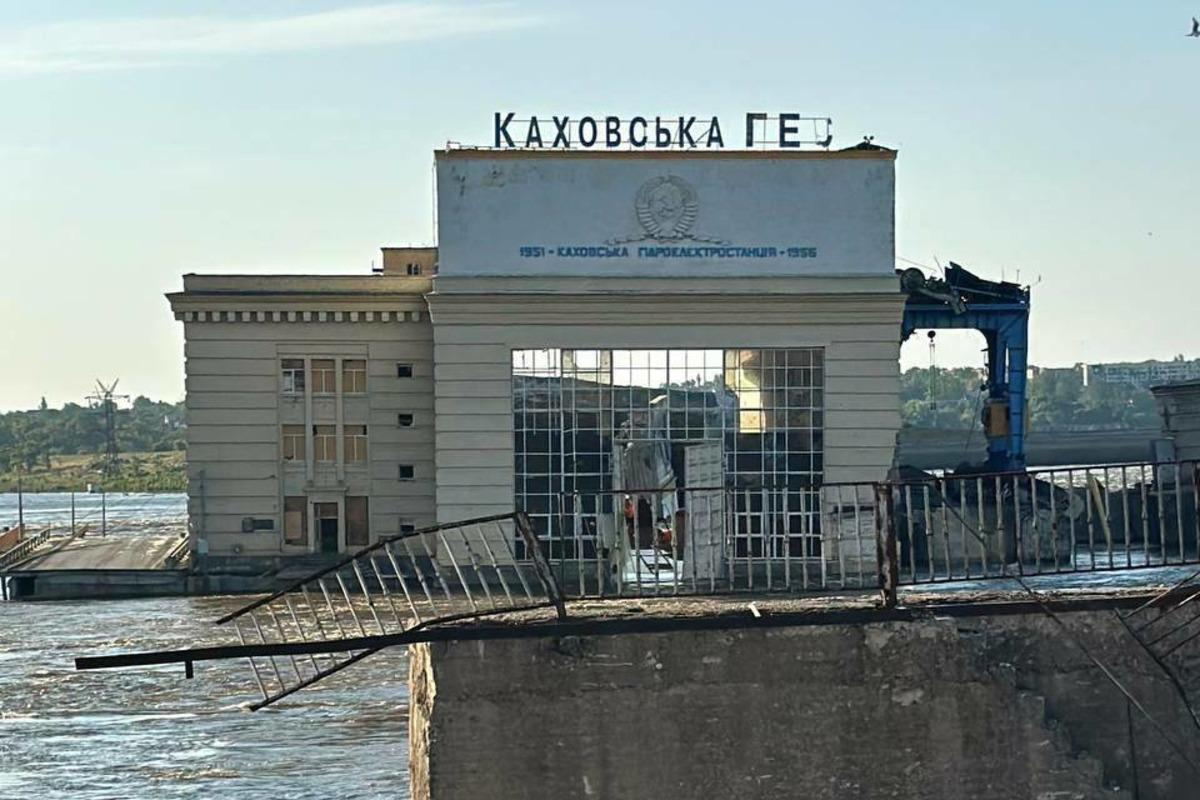 КАХОВСЬКА ГЕС
1951 - КАХОВСЬКА ГІДРОЕЛЕКТРОСТАНЦІЯ - 1956